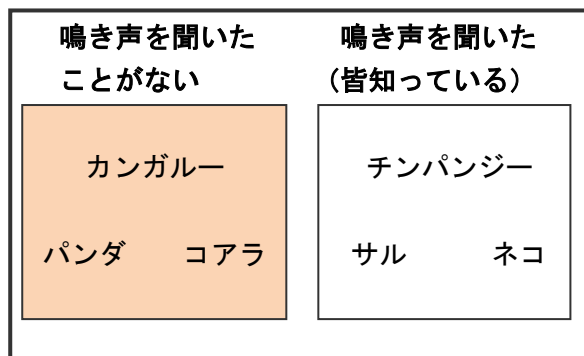 鳴き声を聞いた
ことがない
カンガルー
パンダ コアラ
鳴き声を聞いた
（皆知っている）
チンパンジー
サル ネコ